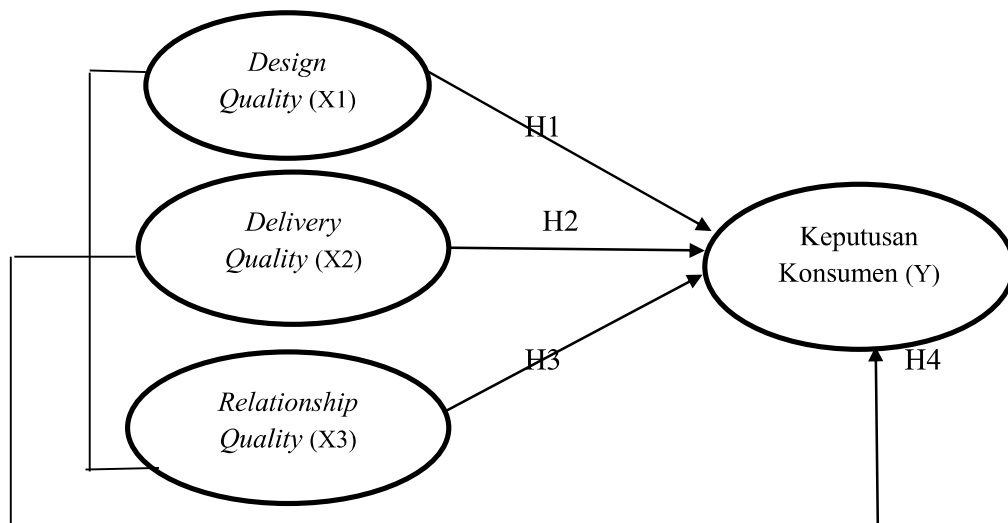 Design
Quality (X1)
H1
Delivery
Quality (X2)
H2
Keputusan
Konsumen (Y)
Relationship
Quality (X3)
H3
H4